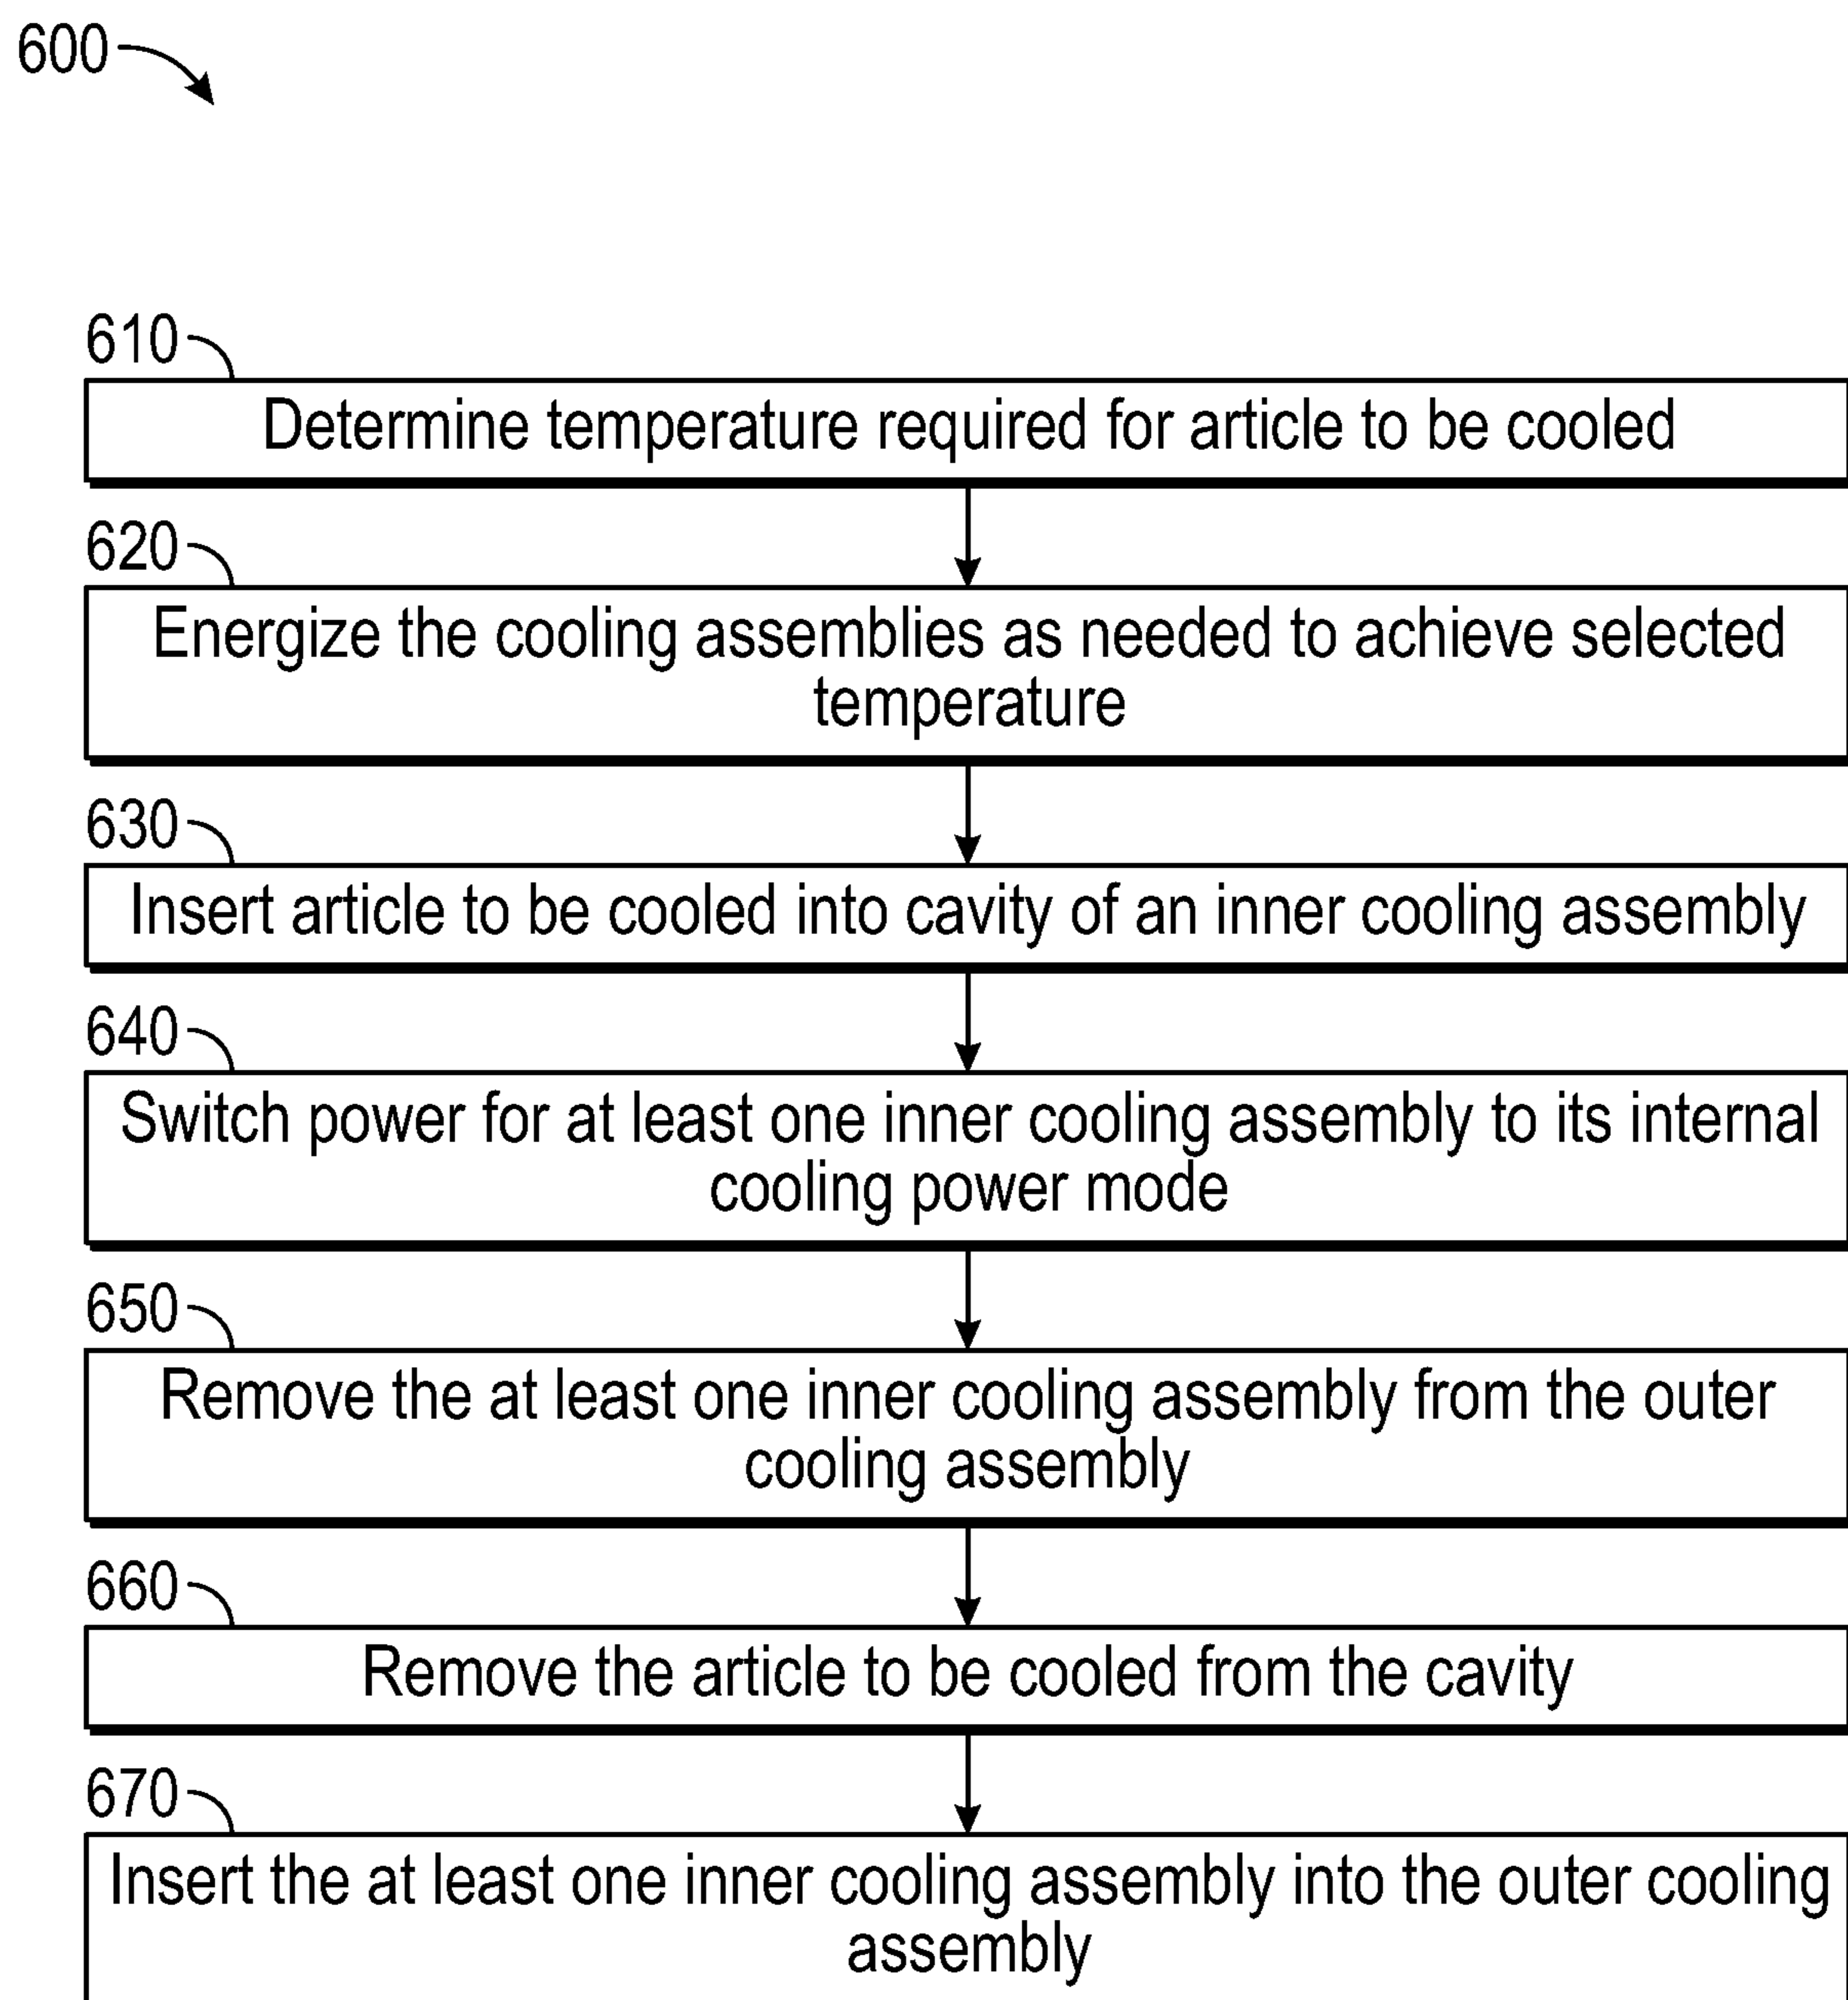 600
610
Determine temperature required for article to be cooled
620
Energize the cooling assemblies as needed to achieve selected
temperature
630
Insert article to be cooled into cavity of an inner cooling assembly
640
Switch power for at least one inner cooling assembly to its internal
cooling power mode
650
Remove the at least one inner cooling assembly from the outer
cooling assembly
660
Remove the article to be cooled from the cavity
670
Insert the at least one inner cooling assembly into the outer cooling
assembly